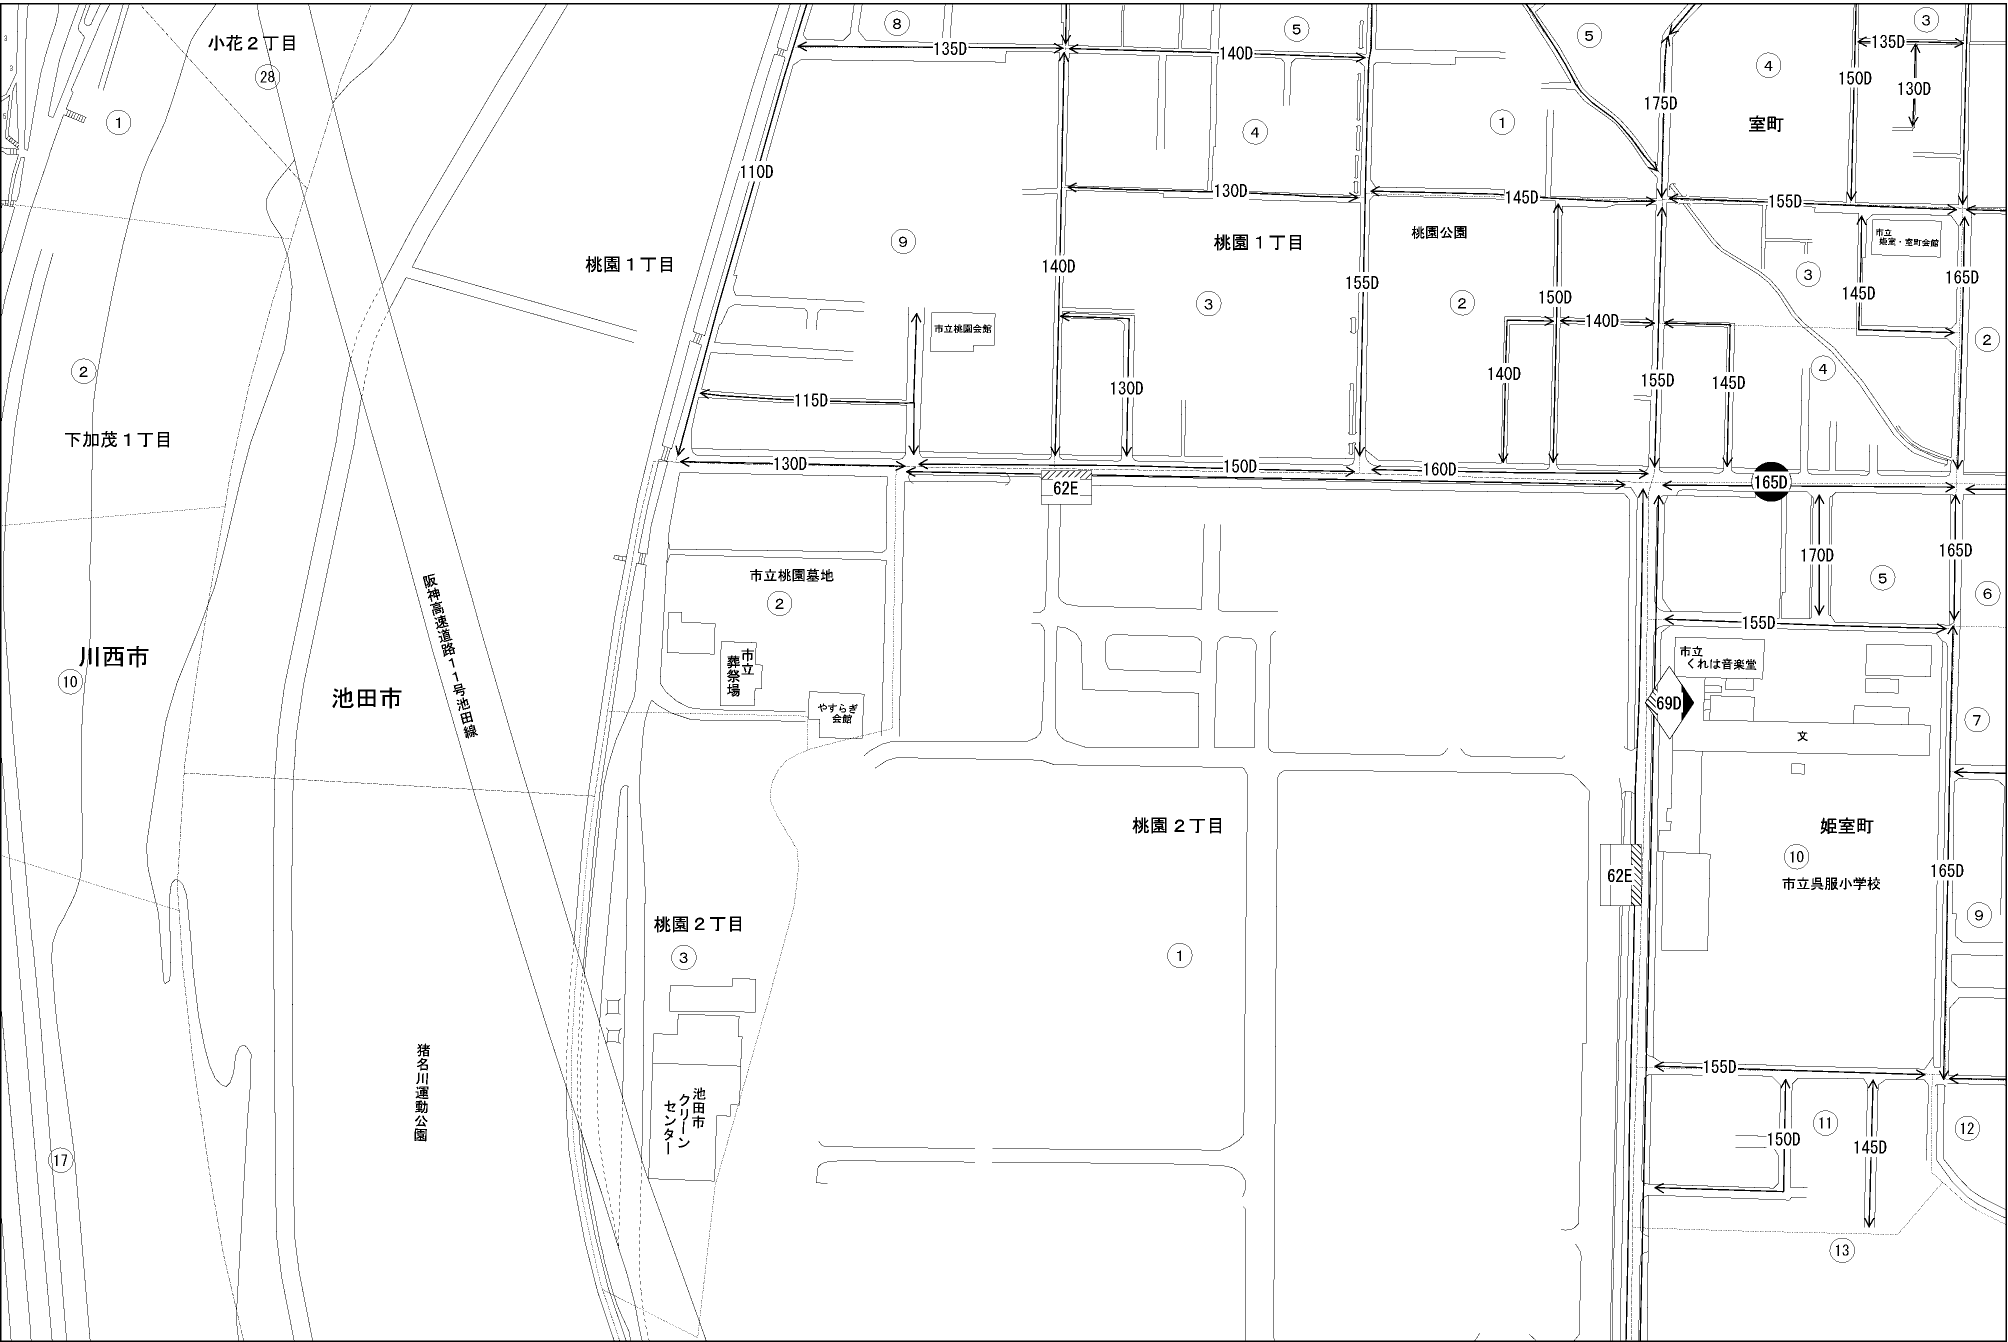 小花２丁目
28
8
135D
140D
5
5
3
135D
4
150D
130D
175D
室町
1
4
1
110D
130D
145D
155D
9
桃園１丁目
桃園公園
市立
姫室・室町会館
桃園１丁目
140D
155D
150D
3
145D
165D
3
2
市立桃園会館
140D
2
2
下加茂１丁目
115D
130D
140D
155D
145D
4
130D
150D
160D
165D
62E
170D
165D
市立桃園墓地
2
5
6
阪神高速道路１１号池田線
155D
川西市
10
池田市
市立
葬祭場
やすらぎ
会館
市立
くれは音楽堂
69D
7
文
桃園２丁目
姫室町
10
市立呉服小学校
62E
165D
9
桃園２丁目
3
1
猪名川運動公園
池田市
クリーン
センター
155D
150D
11
145D
12
17
13